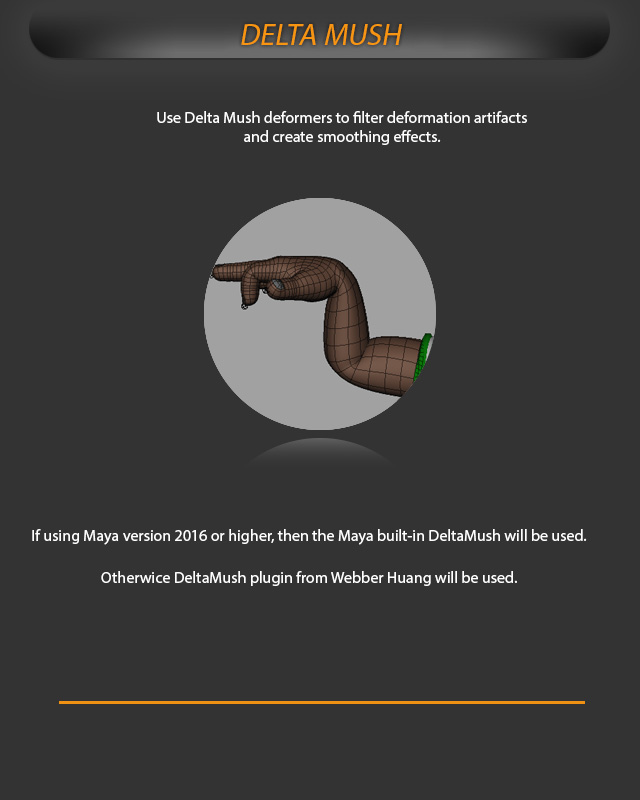 DELTA MUSH
Use Delta Mush deformers to filter deformation artifacts
and create smoothing effects.
If using Maya version 2016 or higher, then the Maya built-in DeltaMush will be used.
Otherwice DeltaMush plugin from Webber Huang will be used.